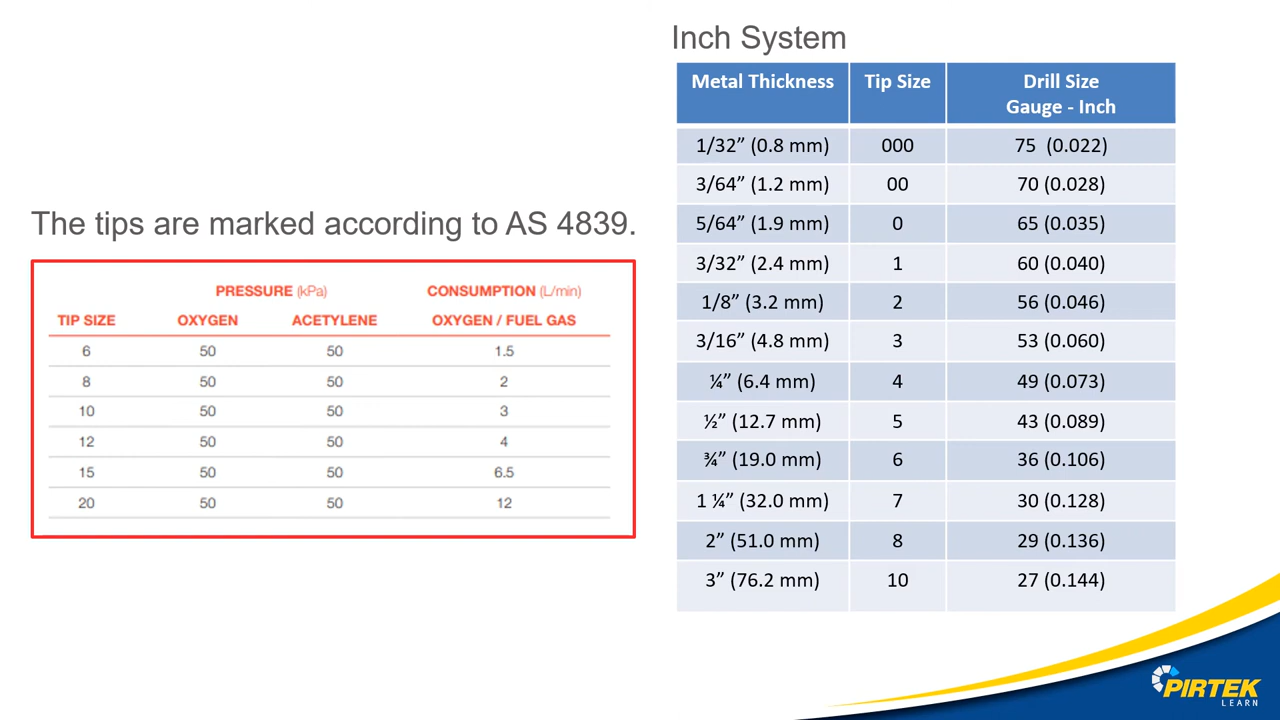 The tips are marked according to AS 4839.
PRESSURE (kPa) CONSUMPTION (L/min)
TIP SIZE OXYGEN ACETYLENE OXYGEN / FUEL GAS
6 50 50 1.5
8 50 50 2
10 50 50 3
12 50 50 4
15 50 50 6.5
20 50 50 12
Inch System
Metal Thickness Tip Size Drill Size
Gauge - Inch
1/32” (0.8 mm) 000 75 (0.022)
3/64” (1.2 mm) 00 70 (0.028)
5/64” (1.9 mm) 0 65 (0.035)
3/32” (2.4 mm) 1 60 (0.040)
1/8” (3.2 mm) 2 56 (0.046)
3/16” (4.8 mm) 3 53 (0.060)
¼” (6.4 mm) 4 49 (0.073)
½” (12.7 mm) 5 43 (0.089)
¾” (19.0 mm) 6 36 (0.106)
1 ¼” (32.0 mm) 7 30 (0.128)
2” (51.0 mm) 8 29 (0.136)
3” (76.2 mm) 10 27 (0.144)
PIRTEK
LEARN